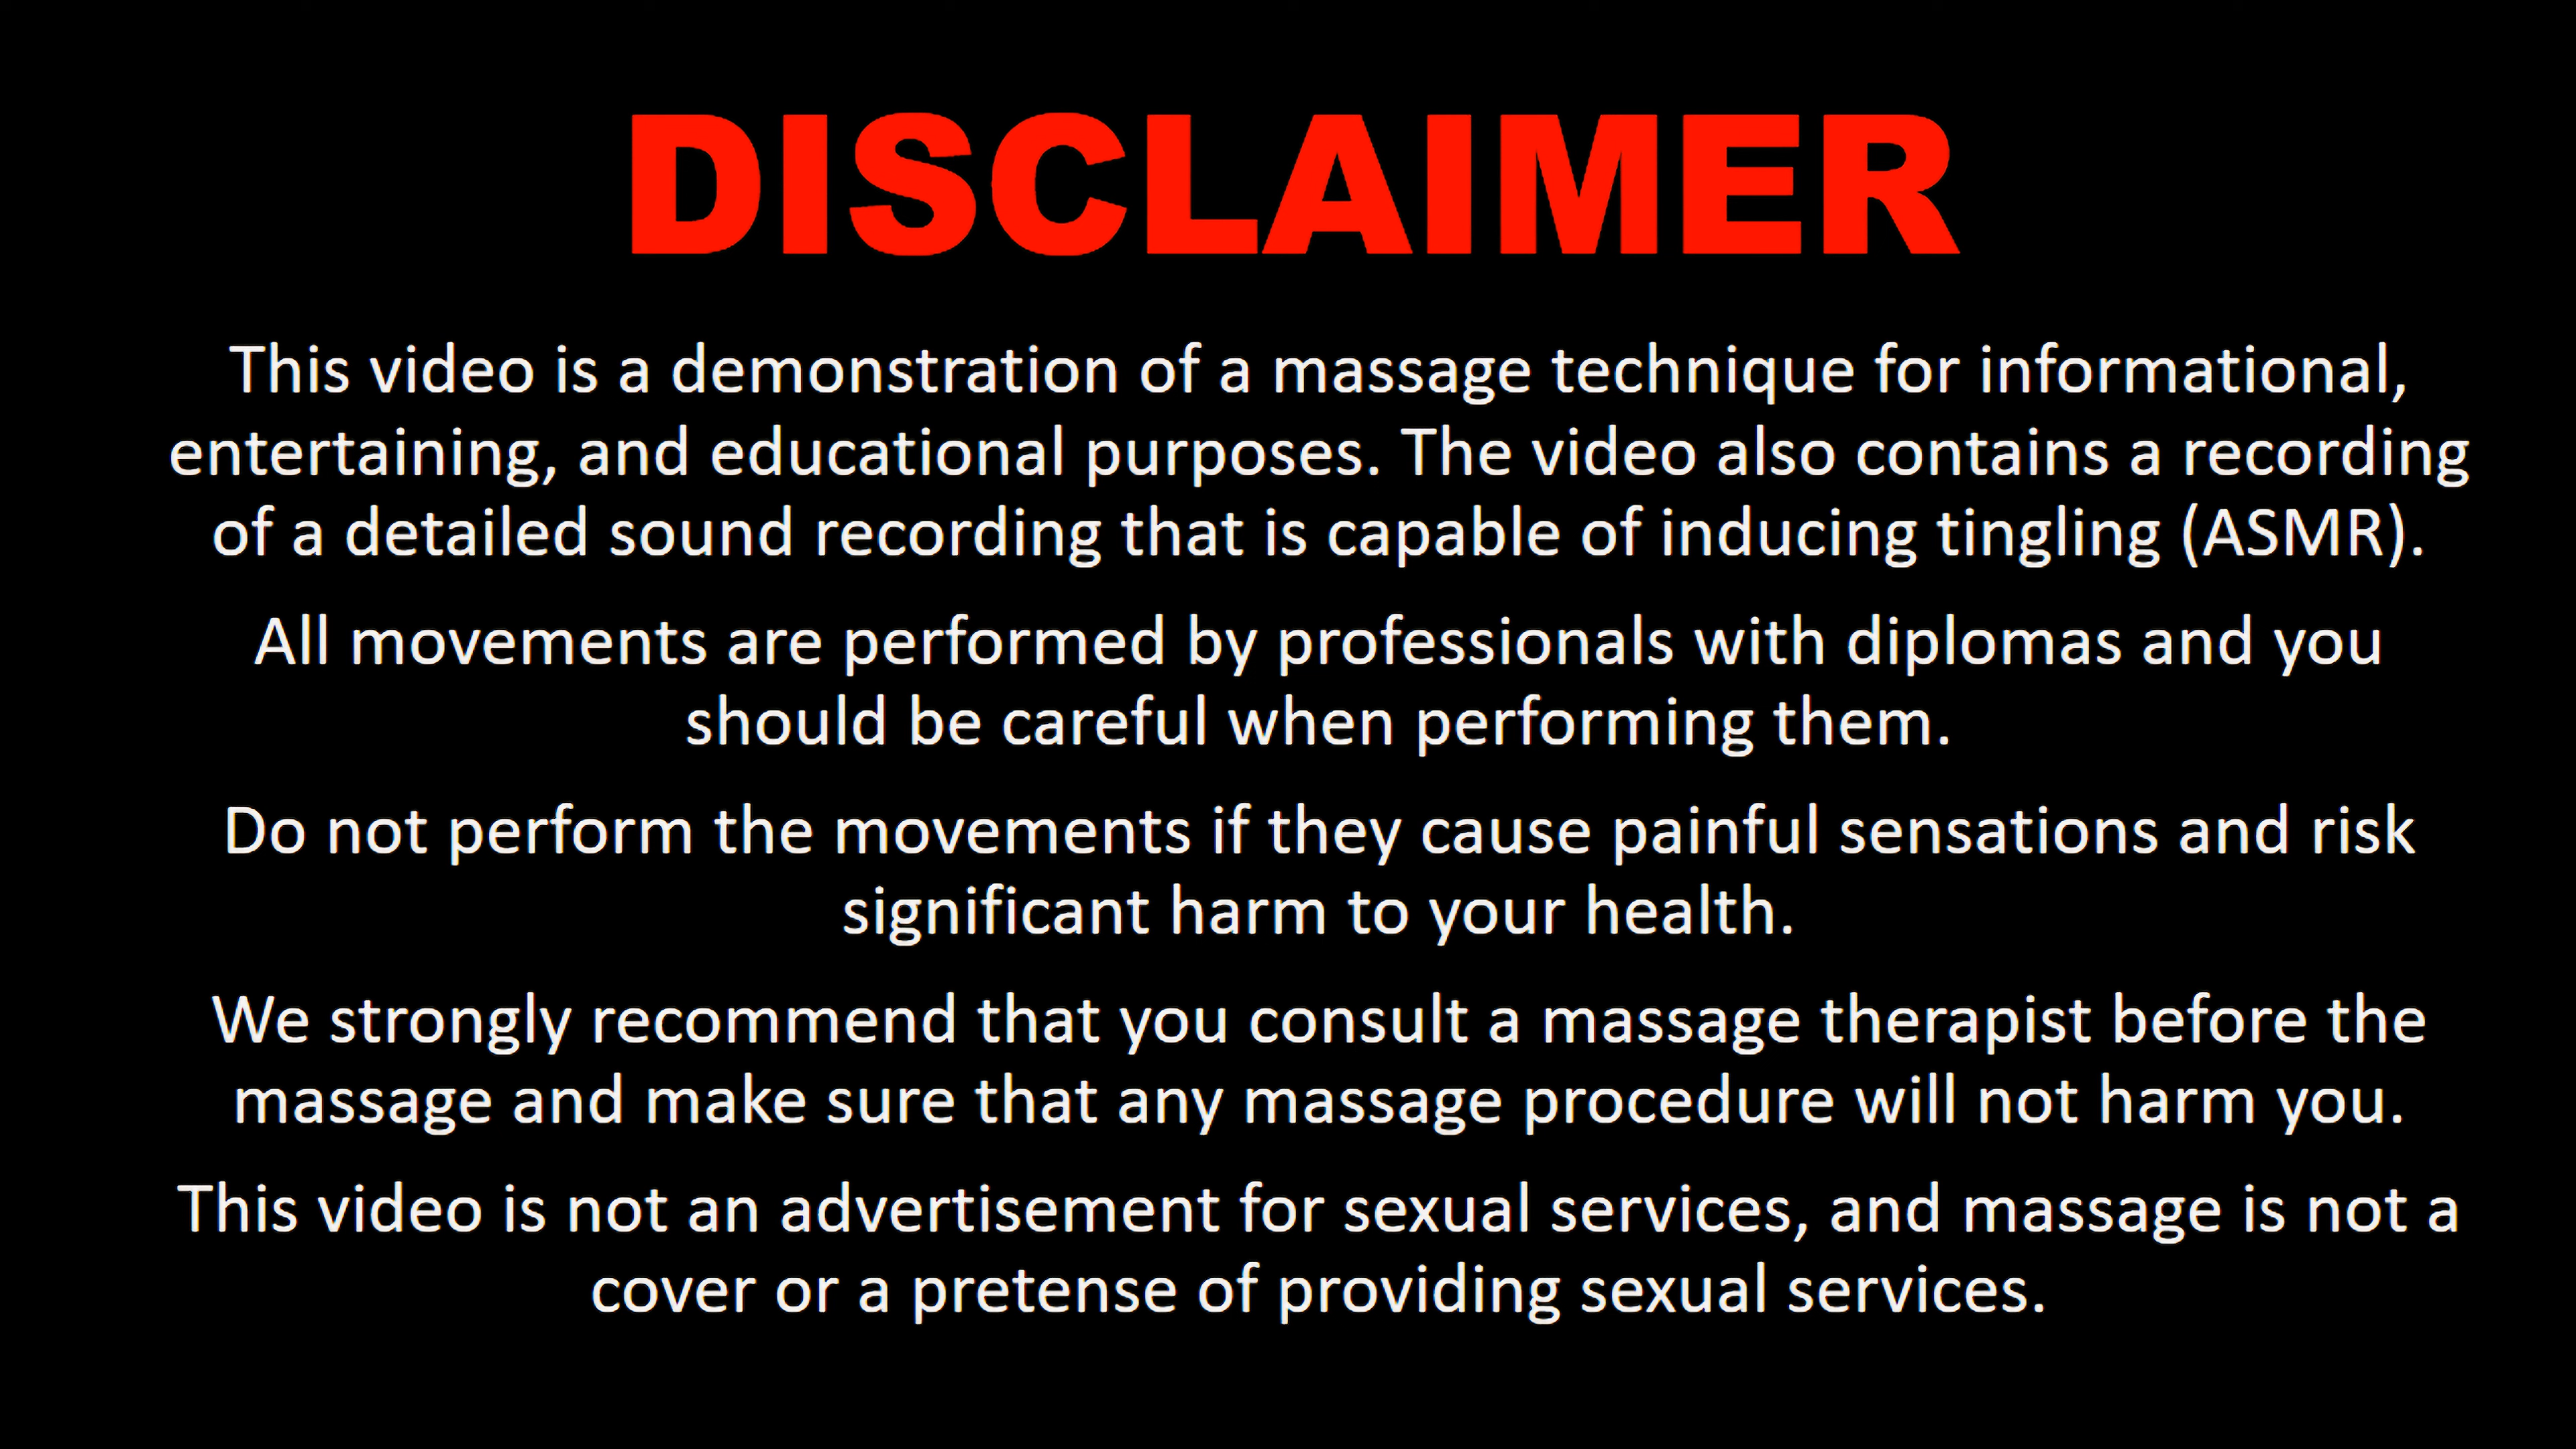 DISCLAIMER
This video is a demonstration of a massage technique for informational,
entertaining, and educational purposes. The video also contains a recording
of a detailed sound recording that is capable of inducing tingling (ASMR).
All movements are performed by professionals with diplomas and you
should be careful when performing them.
Do not perform the movements if they cause painful sensations and risk
significant harm to your health.
We strongly recommend that you consult a massage therapist before the
massage and make sure that any massage procedure will not harm you.
This video is not an advertisement for sexual services, and massage is not a
cover or a pretense of providing sexual services.